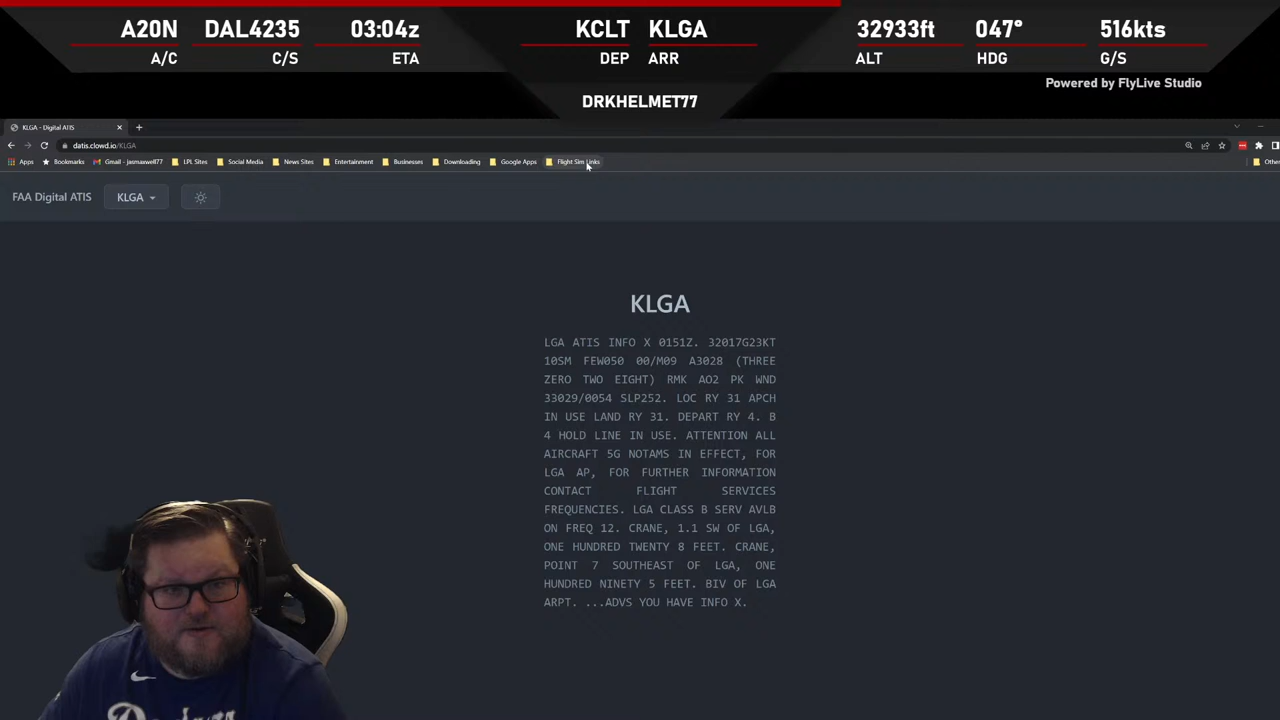 A20N DAL4235 03:04z KCLT KLGA 32933ft 047° 516kts
A/C C/S ETA DEP ARR ALT HDG G/S
Powered by FlyLive Studio
DRKHELMET77
KLGA - Digital ATIS
datis.clowd.io/KLGA
Apps Bookmarks Gmail - jasmaxwell77 LPL Sites Social Media News Sites Entertainment Businesses Downloading Google Apps Flight Sim Links Other
FAA Digital ATIS KLGA
KLGA
LGA ATIS INFO X 0151Z. 32017G23KT
10SM FEW050 00/M09 A3028 (THREE
ZERO TWO EIGHT) RMK AO2 PK WND
33029/0054 SLP252. LOC RY 31 APCH
IN USE LAND RY 31. DEPART RY 4. B
4 HOLD LINE IN USE. ATTENTION ALL
AIRCRAFT 5G NOTAMS IN EFFECT, FOR
LGA AP, FOR FURTHER INFORMATION
CONTACT FLIGHT SERVICES
FREQUENCIES. LGA CLASS B SERV AVLB
ON FREQ 12. CRANE, 1.1 SW OF LGA,
ONE HUNDRED TWENTY 8 FEET. CRANE,
POINT 7 SOUTHEAST OF LGA, ONE
HUNDRED NINETY 5 FEET. BIV OF LGA
ARPT. ...ADVS YOU HAVE INFO X.